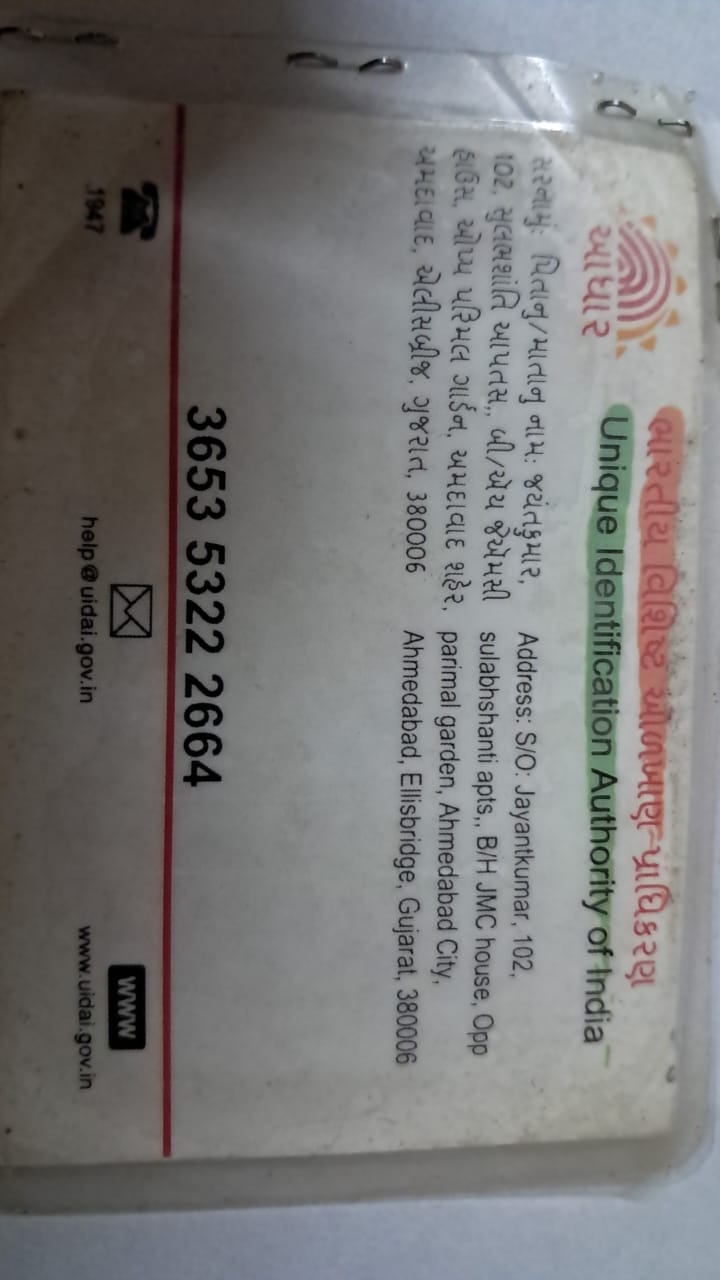 ભારતીય વિશિષ્ટ ઓળખાણ પ્રાધિકરણ
Unique Identification Authority of India
આધાર
સરનામું: પિતાનું/માતાનું નામ: જયંતકુમાર,
102, સુલભશાંતિ આપતસ,, બી/એચ જેએમસી
હાઉસ, ઓપ્પ પરિમલ ગાર્ડન, અમદાવાદ શહેર,
અમદાવાદ, એલીસબ્રીજ, ગુજરાત, 380006
Address: S/O: Jayantkumar, 102,
sulabhshanti apts,, B/H JMC house, Opp
parimal garden, Ahmedabad City,
Ahmedabad, Ellisbridge, Gujarat, 380006
3653 5322 2664
1947
help@uidai.gov.in
www
www.uidai.gov.in